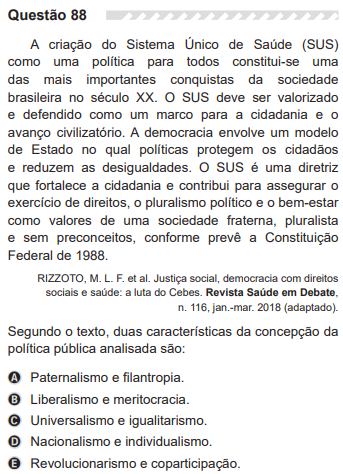 Questão 88
A criação do Sistema Único de Saúde (SUS)
como uma política para todos constitui-se uma
das mais importantes conquistas da sociedade
brasileira no século XX. O SUS deve ser valorizado
e defendido como um marco para a cidadania e o
avanço civilizatório. A democracia envolve um modelo
de Estado no qual políticas protegem os cidadãos
e reduzem as desigualdades. O SUS é uma diretriz
que fortalece a cidadania e contribui para assegurar o
exercício de direitos, o pluralismo político e o bem-estar
como valores de uma sociedade fraterna, pluralista
e sem preconceitos, conforme prevê a Constituição
Federal de 1988.
RIZZOTO, M. L. F. et al. Justiça social, democracia com direitos
sociais e saúde: a luta do Cebes. Revista Saúde em Debate,
n. 116, jan.-mar. 2018 (adaptado).
Segundo o texto, duas características da concepção da
política pública analisada são:
A Paternalismo e filantropia.
B Liberalismo e meritocracia.
C Universalismo e igualitarismo.
D Nacionalismo e individualismo.
E Revolucionarismo e coparticipação.